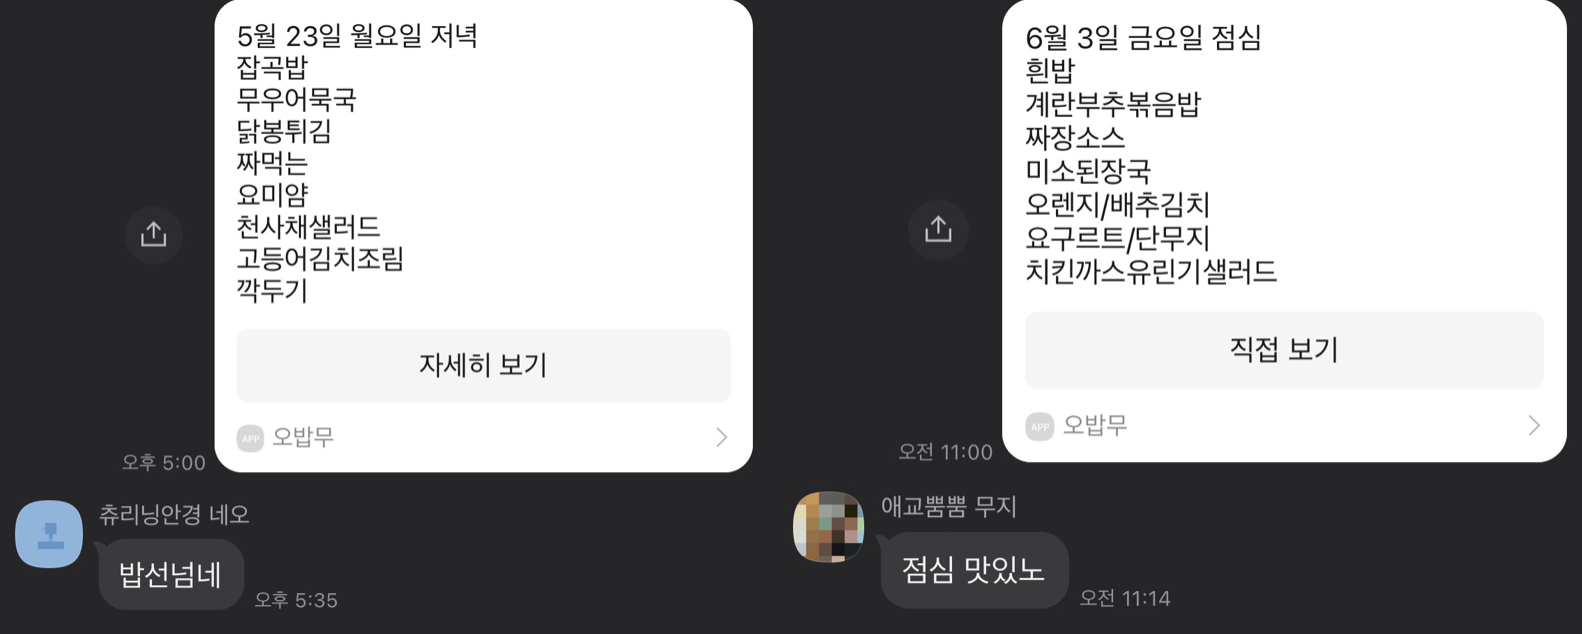 5월 23일 월요일 저녁
잡곡밥
무우어묵국
닭봉튀김
짜먹는
요미얌
천사채샐러드
고등어김치조림
깍두기
자세히 보기
APP 오밥무
오후 5:00
츄리닝안경 네오
밥선넘네
오후 5:35
6월 3일 금요일 점심
흰밥
계란부추볶음밥
짜장소스
미소된장국
오렌지/배추김치
요구르트/단무지
치킨까스유린기샐러드
직접 보기
APP 오밥무
오전 11:00
애교뿜뿜 무지
점심 맛있노
오전 11:14